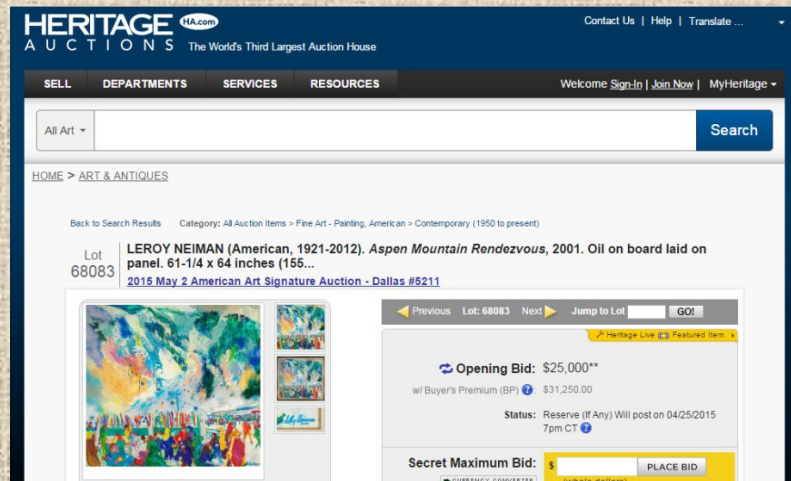 HERITAGE HA.com
AUCTIONS The World's Third Largest Auction House
Contact Us | Help | Translate ...
SELL DEPARTMENTS SERVICES RESOURCES
Welcome Sign-In | Join Now | MyHeritage
All Art
Search
HOME > ART & ANTIQUES
Back to Search Results Category: All Auction Items > Fine Art - Painting, American > Contemporary (1950 to present)
Lot
68083
LEROY NEIMAN (American, 1921-2012). Aspen Mountain Rendezvous, 2001. Oil on board laid on
panel. 61-1/4 x 64 inches (155...
2015 May 2 American Art Signature Auction - Dallas #5211
Previous Lot: 68083 Next Jump to Lot GO!
Heritage Live Featured Item
Opening Bid: $25,000**
w/ Buyer's Premium (BP) ? : $31,250.00
Status: Reserve (If Any) Will post on 04/25/2015
7pm CT ?
Secret Maximum Bid: $ PLACE BID
CURRENCY CONVERTER (whole dollars)